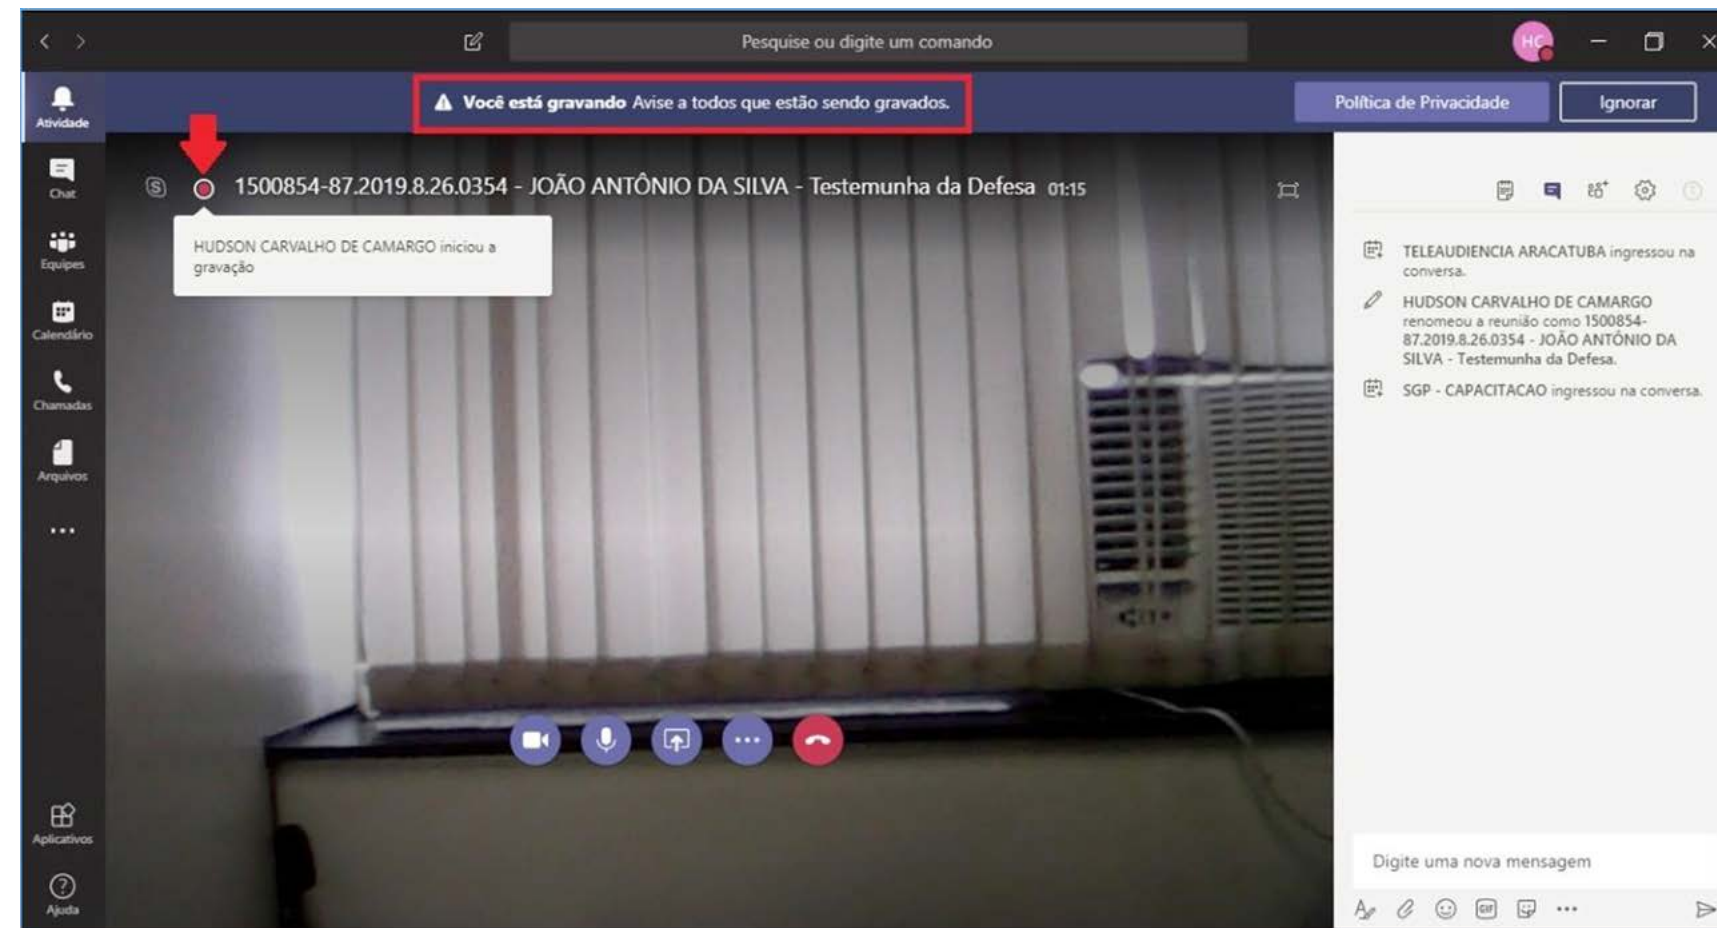 Pesquise ou digite um comando
HC
Atividade
Você está gravando Avise a todos que estão sendo gravados.
Política de Privacidade
Ignorar
Chat
1500854-87.2019.8.26.0354 - JOÃO ANTÔNIO DA SILVA - Testemunha da Defesa 01:15
HUDSON CARVALHO DE CAMARGO iniciou a
gravação
Equipes
Calendário
Chamadas
Arquivos
Aplicativos
Ajuda
TELEAUDIENCIA ARACATUBA ingressou na
conversa.
HUDSON CARVALHO DE CAMARGO
renomeou a reunião como 1500854-
87.2019.8.26.0354 - JOÃO ANTÔNIO DA
SILVA - Testemunha da Defesa.
SGP - CAPACITACAO ingressou na conversa.
Digite uma nova mensagem
GIF